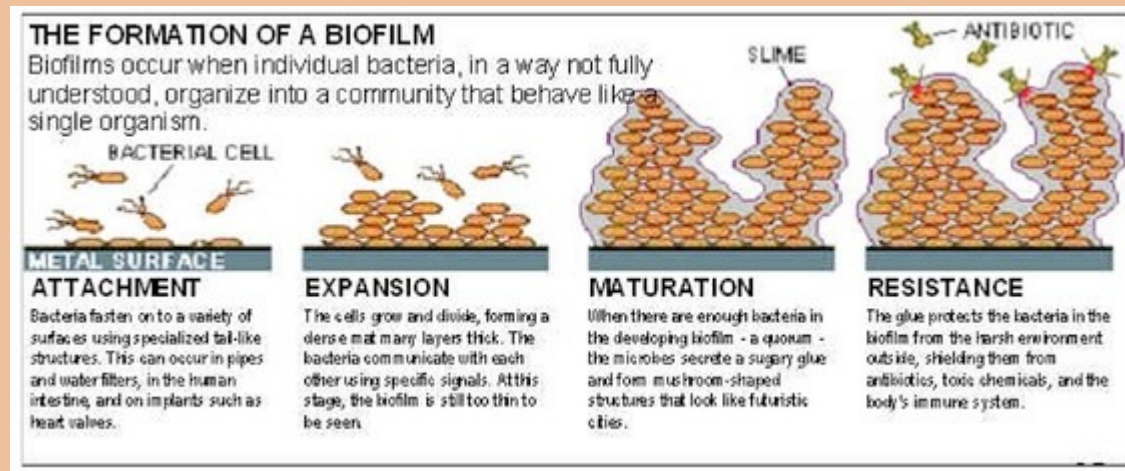 THE FORMATION OF A BIOFILM
Biofilms occur when individual bacteria, in a way not fully
understood, organize into a community that behave like a
single organism.
BACTERIAL CELL
SLIME
ANTIBIOTIC
METAL SURFACE
ATTACHMENT
Bacteria fasten on to a variety of
surfaces using specialized tail-like
structures. This can occur in pipes
and water filters, in the human
intestine, and on implants such as
heart valves.
EXPANSION
The cells grow and divide, forming a
dense mat many layers thick. The
bacteria communicate with each
other using specific signals. At this
stage, the biofilm is still too thin to
be seen.
MATURATION
When there are enough bacteria in
the developing biofilm - a quorum -
the microbes secrete a sugary glue
and form mushroom-shaped
structures that look like futuristic
cities.
RESISTANCE
The glue protects the bacteria in the
biofilm from the harsh environment
outside, shielding them from
antibiotics, toxic chemicals, and the
body's immune system.